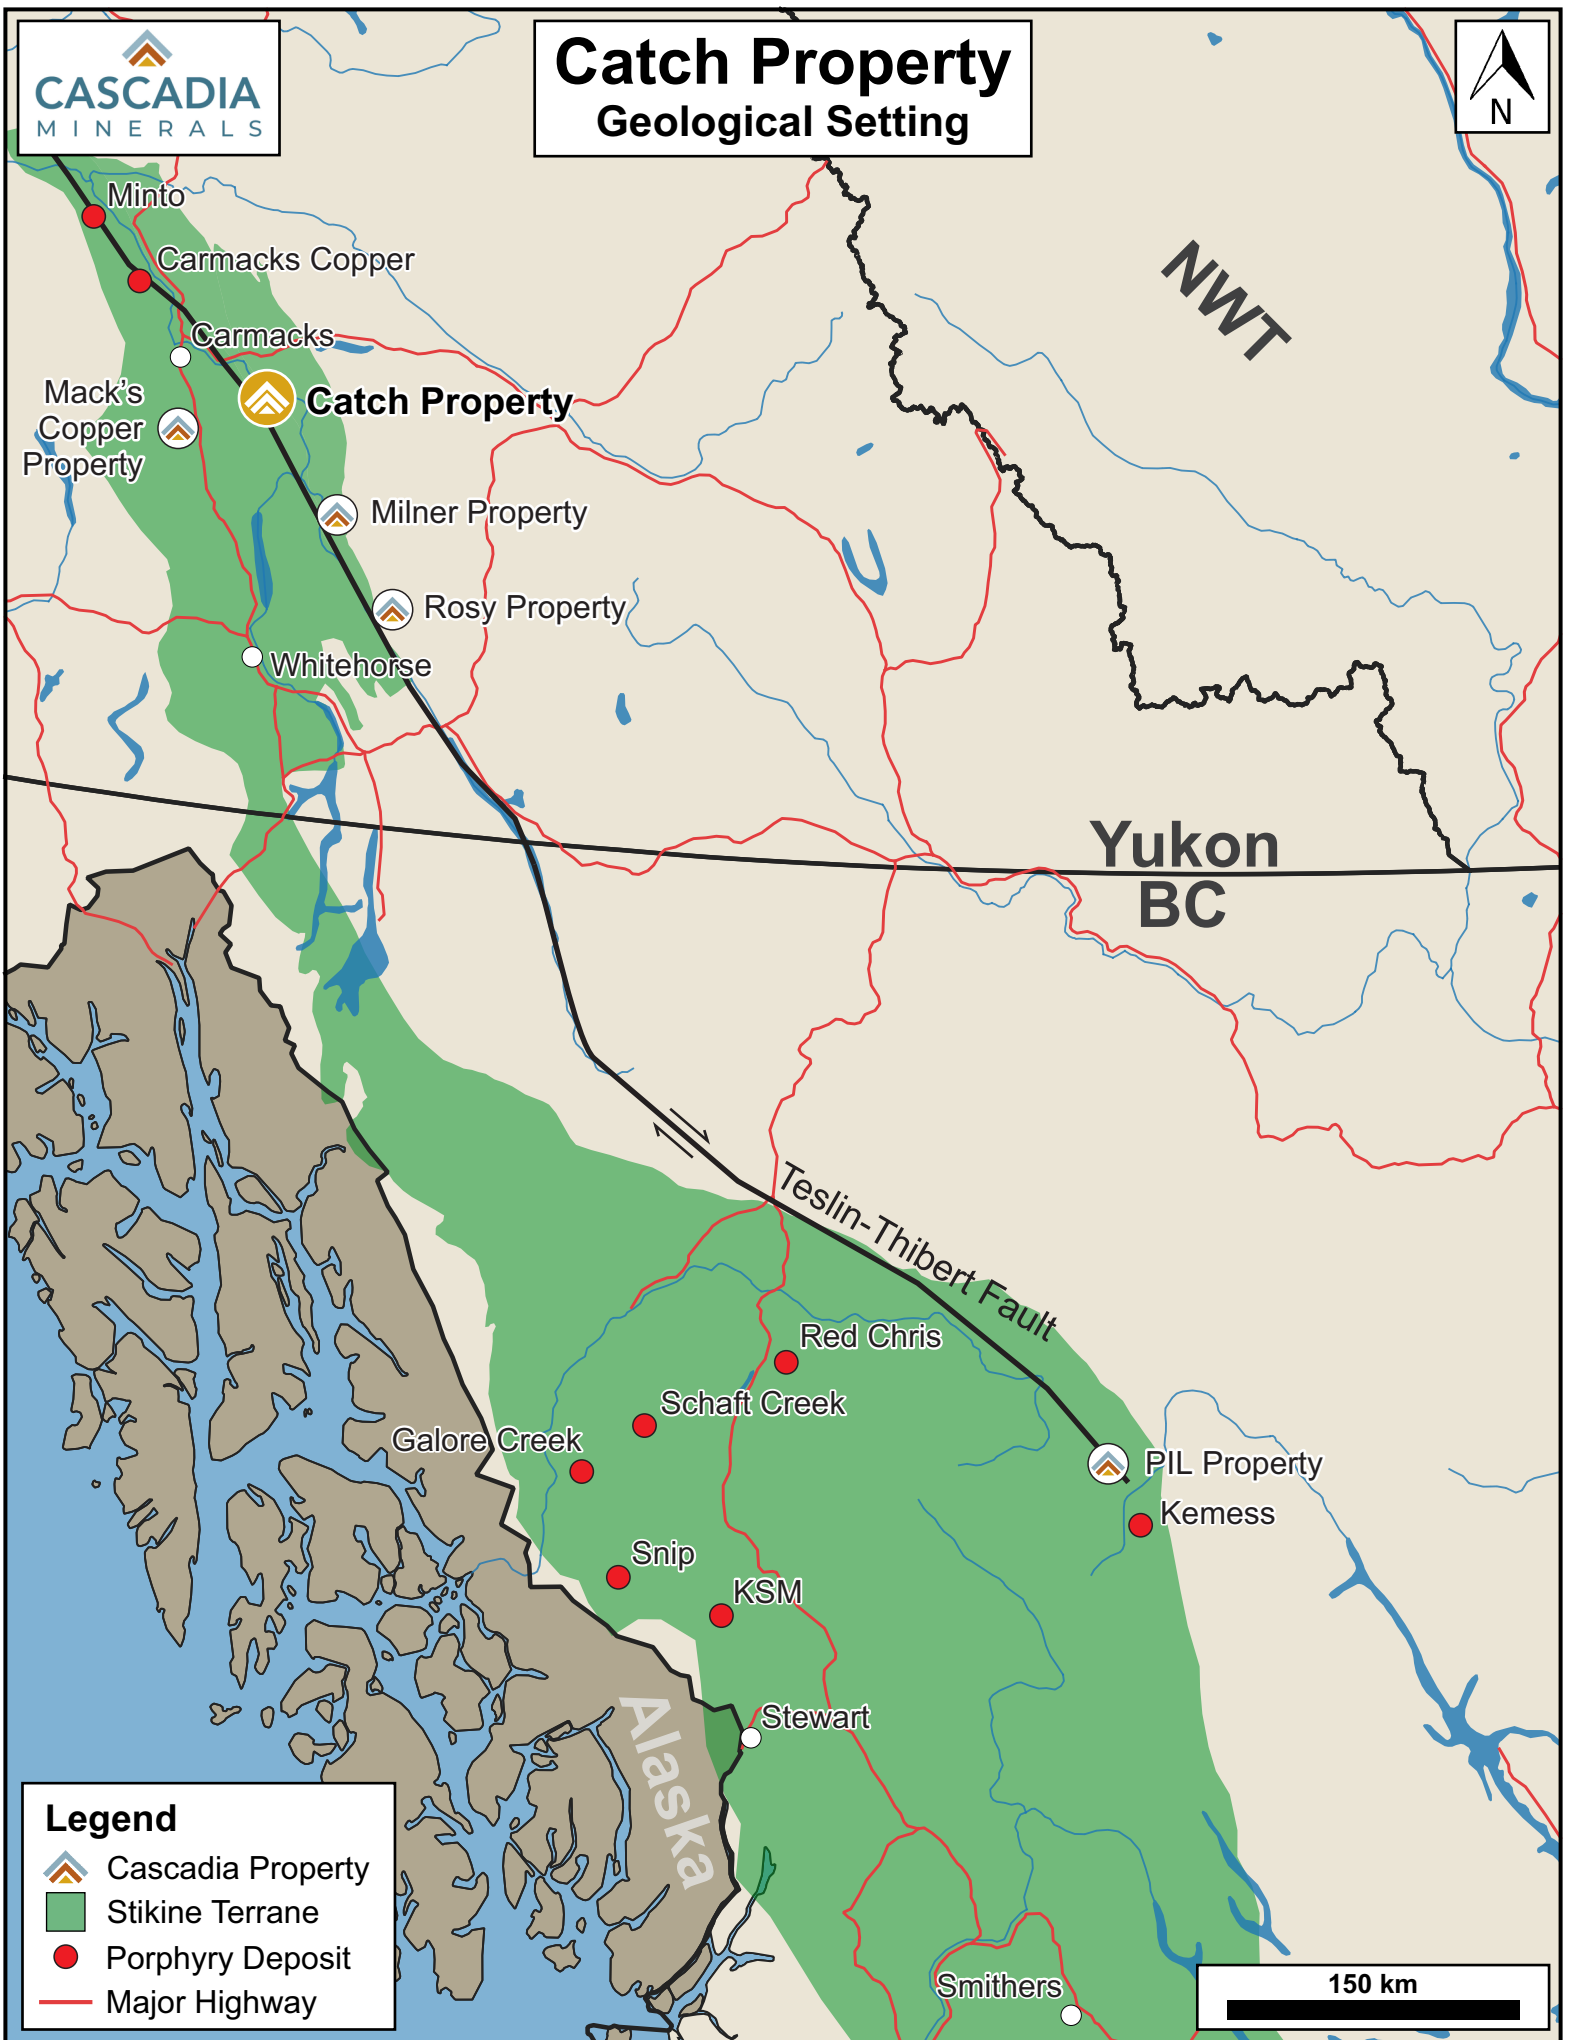 CASCADIA
MINERALS
Catch Property
Geological Setting
N
Minto
Carmacks Copper
NWT
Carmacks
Mack's
Copper
Property
Catch Property
Milner Property
Rosy Property
Whitehorse
Yukon
BC
Teslin-Thibert Fault
Red Chris
Schaft Creek
Galore Creek
PIL Property
Kemess
Snip
KSM
Stewart
Alaska
Legend
Cascadia Property
Stikine Terrane
Porphyry Deposit
Major Highway
Smithers
150 km